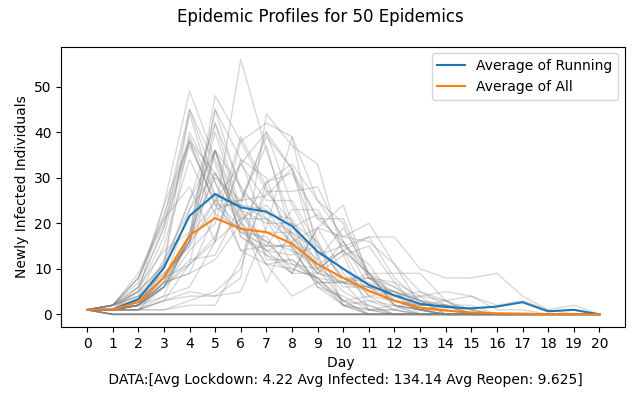 Epidemic Profiles for 50 Epidemics
Average of Running
Average of All
Newly Infected Individuals
50
40
30
20
10
0
0 1 2 3 4 5 6 7 8 9 10 11 12 13 14 15 16 17 18 19 20
Day
DATA:[Avg Lockdown: 4.22 Avg Infected: 134.14 Avg Reopen: 9.625]